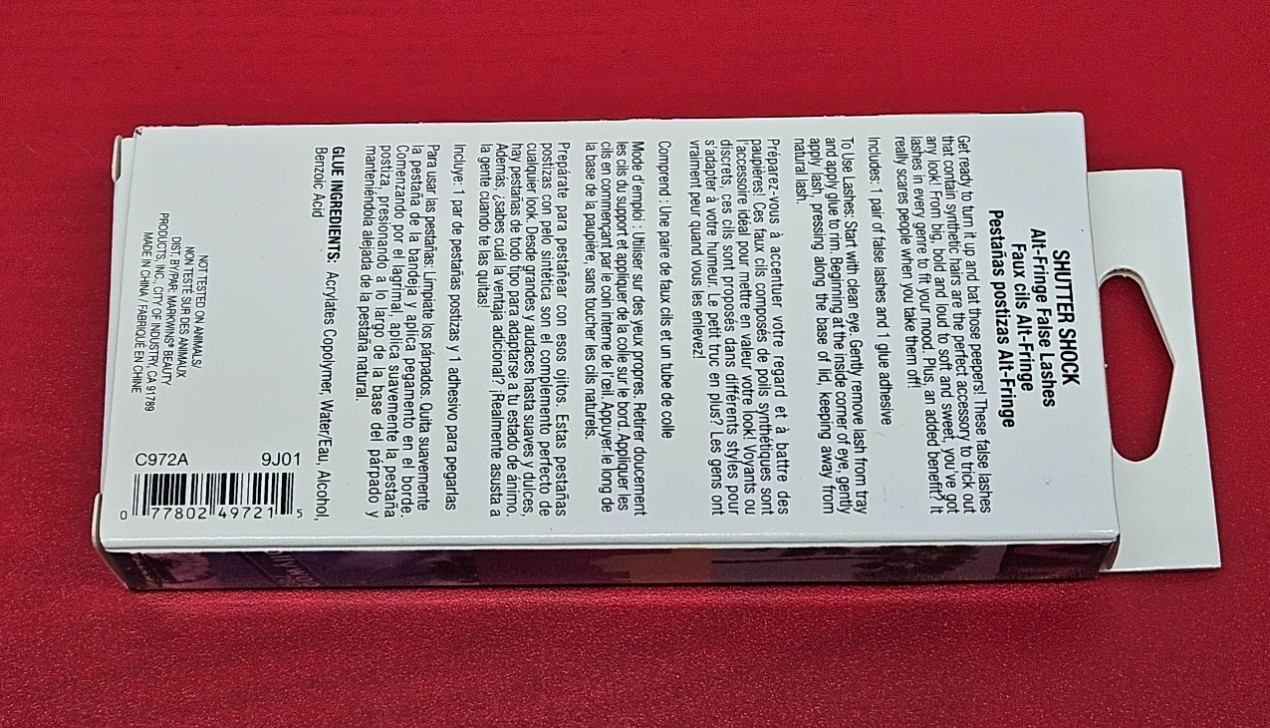 SHUTTER SHOCK
Alt-Fringe False Lashes
Faux cils Alt-Fringe
Pestañas postizas Alt-Fringe
Get ready to turn it up and bat those peepers! These false lashes
that contain synthetic hairs are the perfect accessory to trick out
any look! From big, bold and loud to soft and sweet, you've got
lashes in every genre to fit your mood. Plus, an added benefit? It
really scares people when you take them off!
Includes: 1 pair of false lashes and 1 glue adhesive
To Use Lashes: Start with clean eye. Gently remove lash from tray
and apply glue to rim. Beginning at the inside corner of eye, gently
apply lash, pressing along the base of lid, keeping away from
natural lash.
Préparez-vous à accentuer votre regard et à battre des
paupières! Ces faux cils composés de poils synthétiques sont
l'accessoire idéal pour mettre en valeur votre look! Voyants ou
discrets, ces cils sont proposés dans différents styles pour
s'adapter à votre humeur. Le petit truc en plus? Les gens ont
vraiment peur quand vous les enlevez!
Comprend : Une paire de faux cils et un tube de colle
Mode d'emploi : Utiliser sur des yeux propres. Retirer doucement
les cils du support et appliquer de la colle sur le bord. Appliquer les
cils en commençant par le coin interne de l'œil. Appuyer le long de
la base de la paupière, sans toucher les cils naturels.
Prepárate para pestañear con esos ojitos. Estas pestañas
postizas con pelo sintética son el complemento perfecto de
cualquier look. Desde grandes y audaces hasta suaves y dulces,
hay pestañas de todo tipo para adaptarse a tu estado de ánimo.
Además, ¿sabes cuál la ventaja adicional? ¡Realmente asusta a
la gente cuando te las quitas!
Incluye: 1 par de pestañas postizas y 1 adhesivo para pegarlas
Para usar las pestañas: Limpiate los párpados. Quita suavemente
la pestaña de la bandeja y aplica pegamento en el borde.
Comenzando por el lagrimal, aplica suavemente la pestaña
postiza, presionando a lo largo de la base del párpado y
manteniéndola alejada de la pestaña natural.
GLUE INGREDIENTS: Acrylates Copolymer, Water/Eau, Alcohol,
Benzoic Acid
NOT TESTED ON ANIMALS/
NON TESTÉ SUR DES ANIMAUX
DIST. BY/PAR: MARKWINS® BEAUTY
PRODUCTS, INC., CITY OF INDUSTRY, CA 91789
MADE IN CHINA / FABRIQUÉ EN CHINE
C972A 9J01
0 77802 49721 5